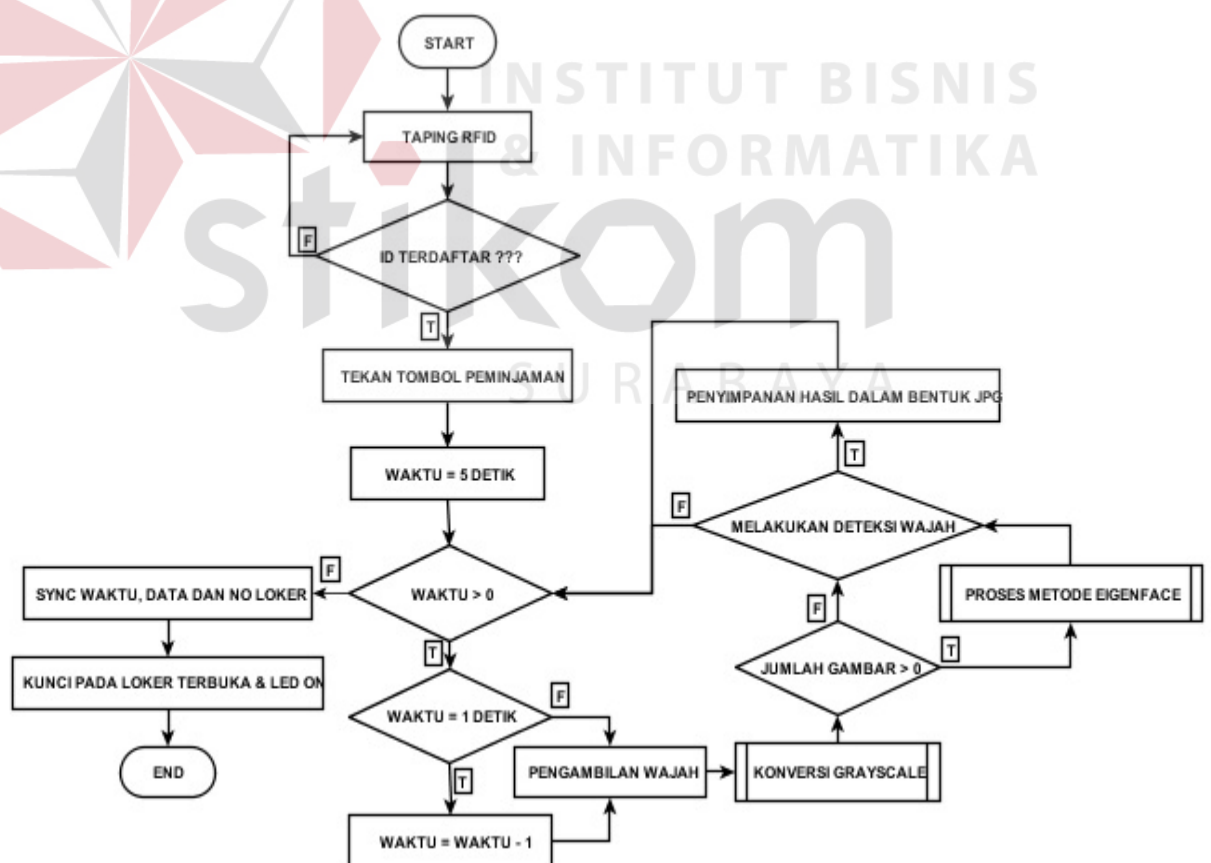 INSTITUT BISNIS
& INFORMATIKA
stikom
SURABAYA
START
TAPING RFID
F
ID TERDAFTAR ???
T
TEKAN TOMBOL PEMINJAMAN
WAKTU = 5 DETIK
WAKTU > 0
F
SYNC WAKTU, DATA DAN NO LOKER
KUNCI PADA LOKER TERBUKA & LED ON
END
T
WAKTU = 1 DETIK
F
T
WAKTU = WAKTU - 1
PENGAMBILAN WAJAH
KONVERSI GRAYSCALE
JUMLAH GAMBAR > 0
T
PROSES METODE EIGENFACE
F
MELAKUKAN DETEKSI WAJAH
F
T
PENYIMPANAN HASIL DALAM BENTUK JPG